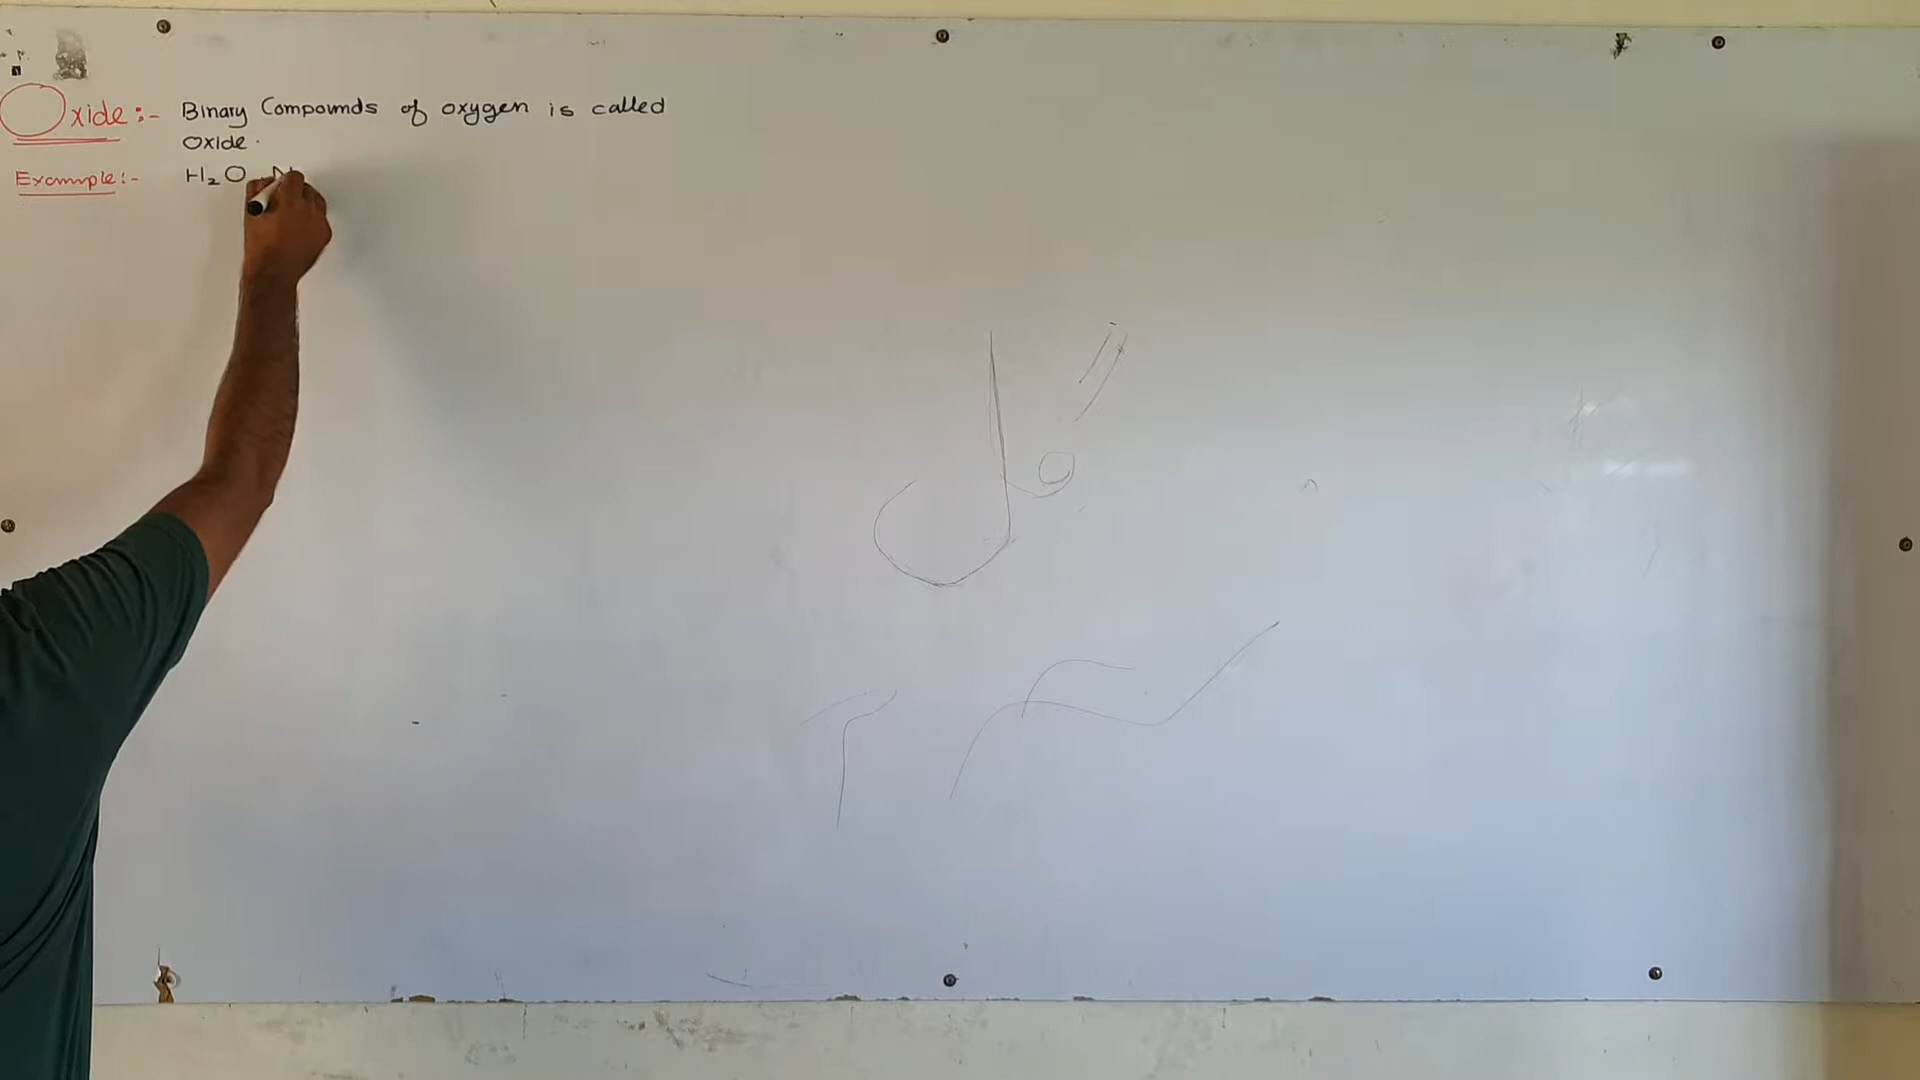 Oxide:- Binary Compounds of oxygen is called
Oxide.
Example:- H₂O, N